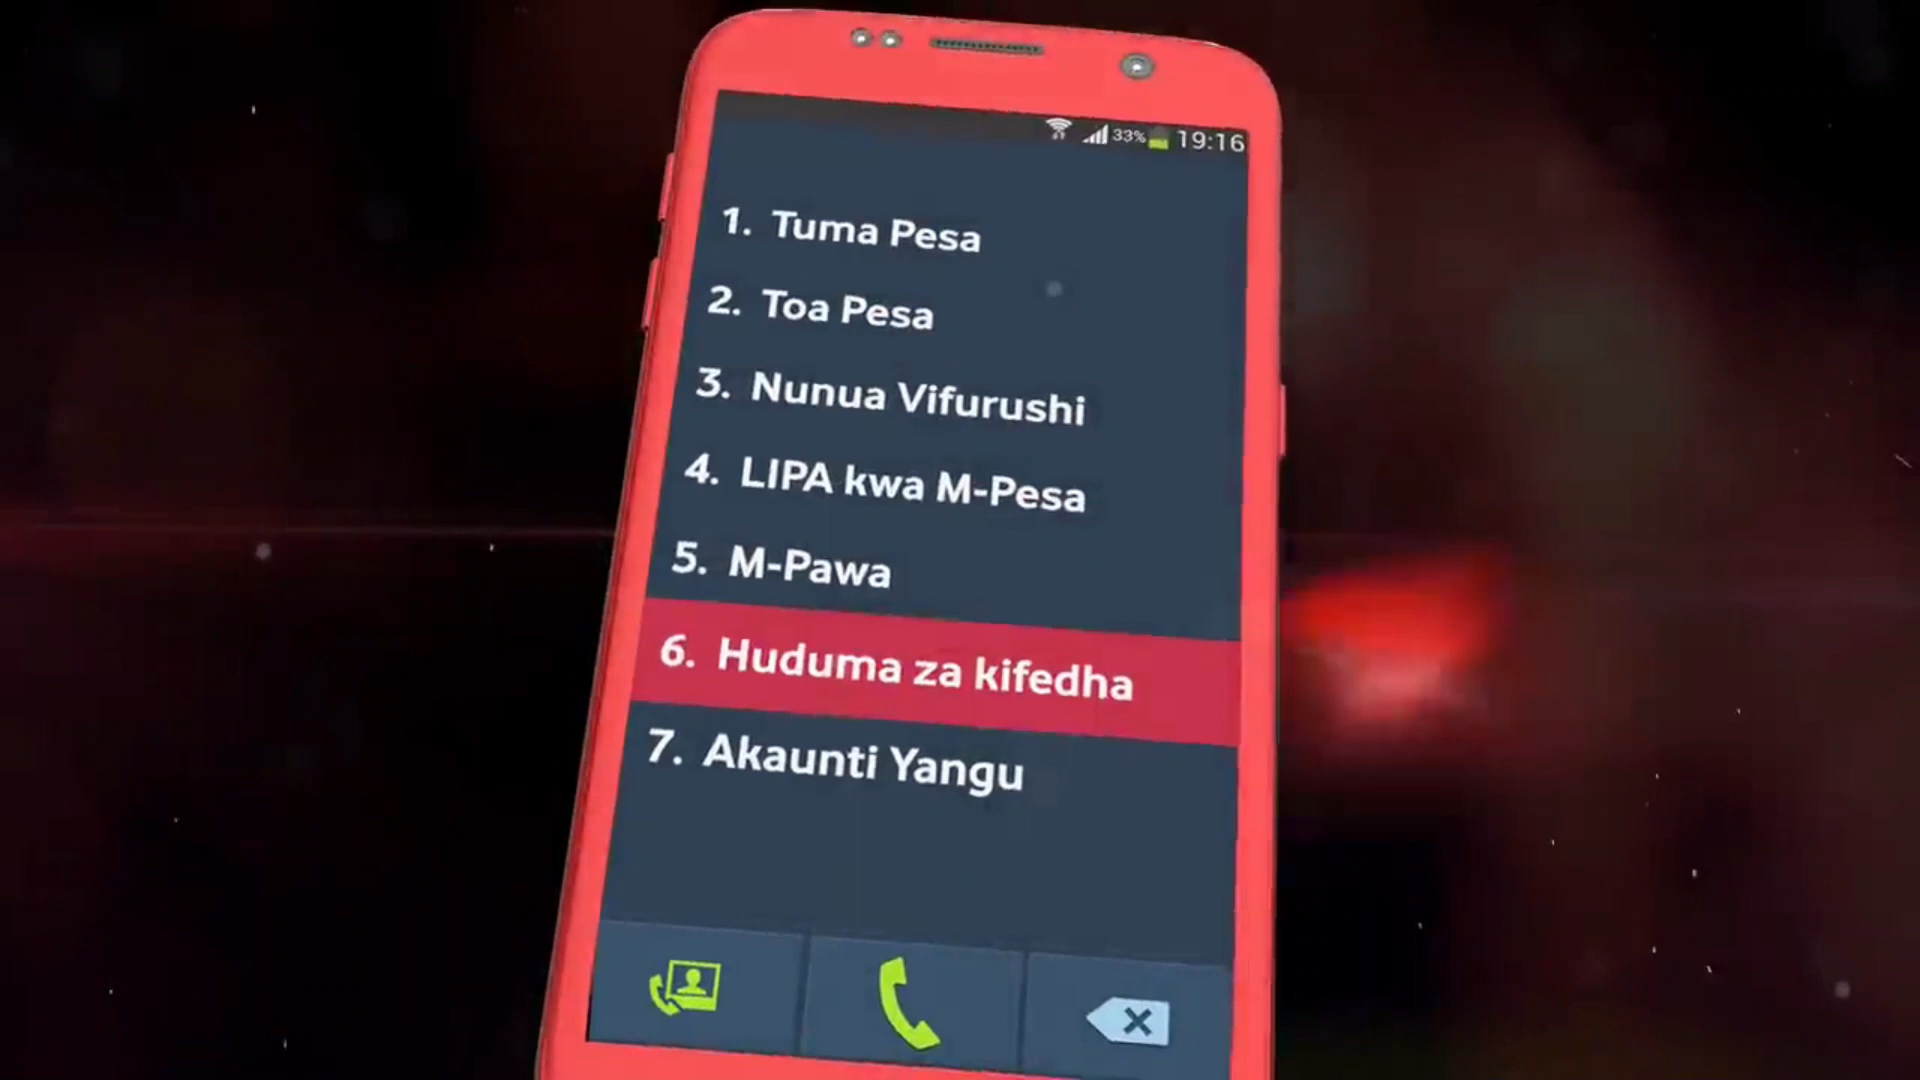 33% 19:16
1. Tuma Pesa
2. Toa Pesa
3. Nunua Vifurushi
4. LIPA kwa M-Pesa
5. M-Pawa
6. Huduma za kifedha
7. Akaunti Yangu